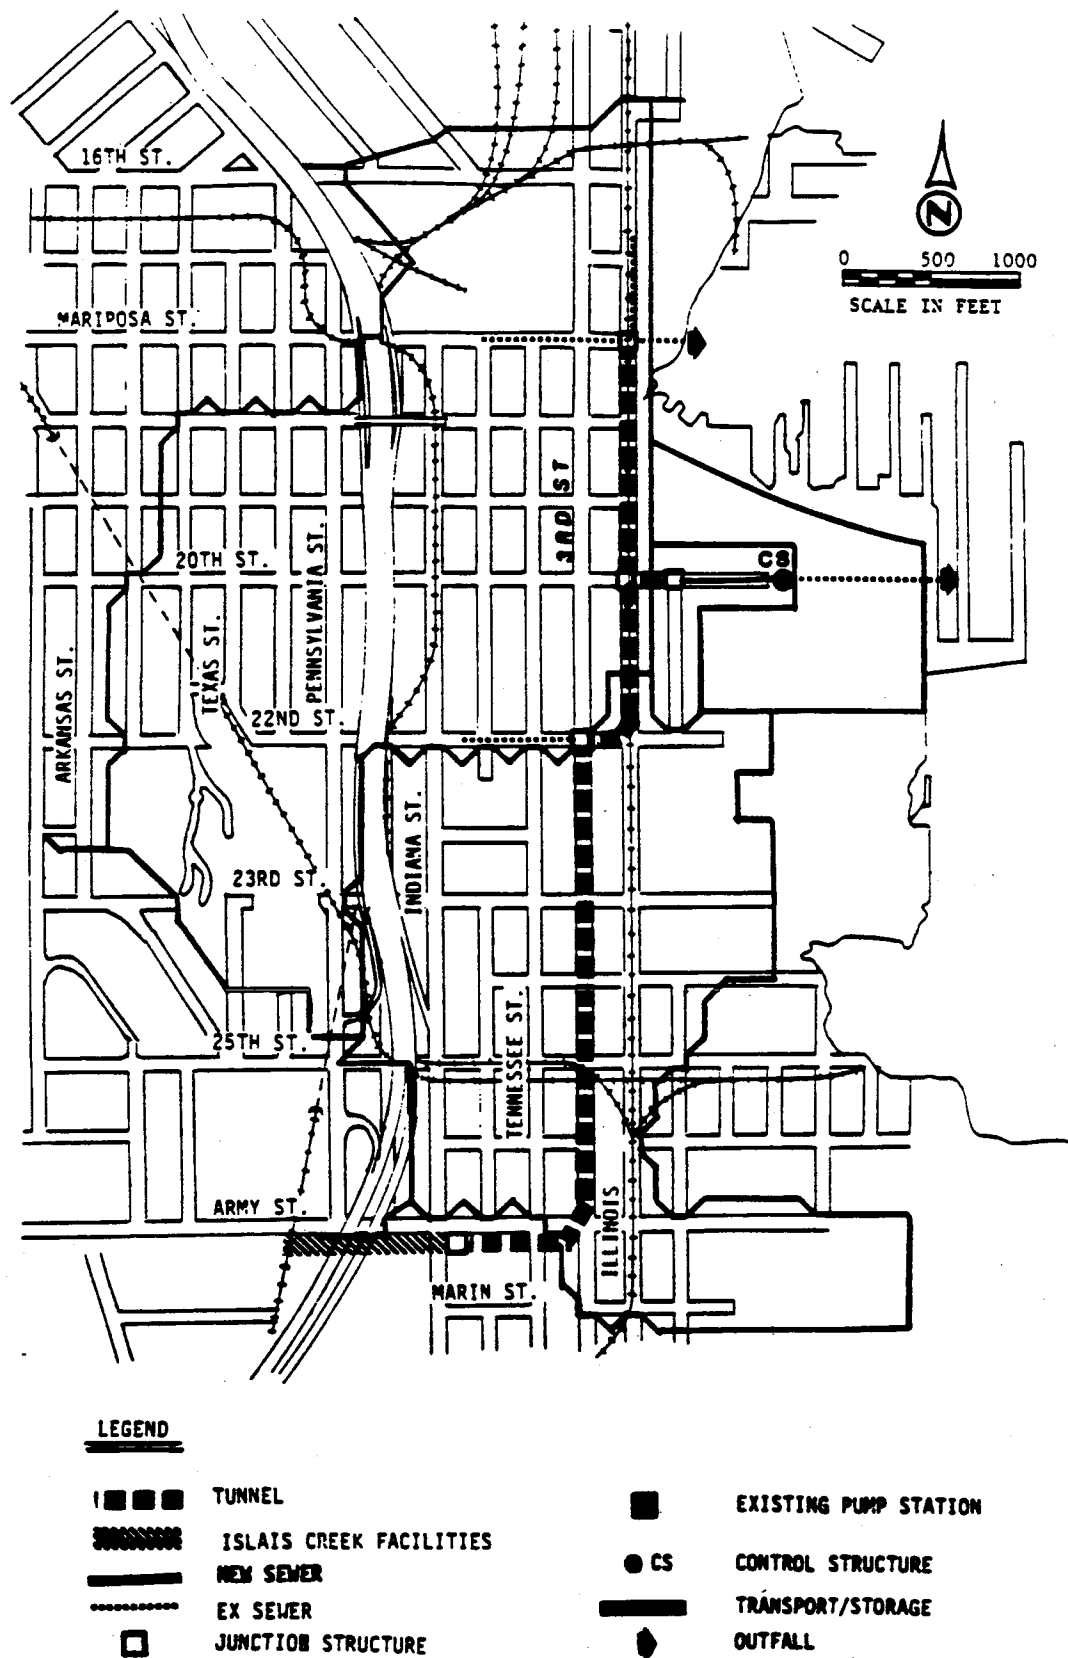 16TH ST.
N
0 500 1000
SCALE IN FEET
MARIPOSA ST.
3RD ST
CS
20TH ST.
PENNSYLVANIA ST.
TEXAS ST.
ARKANSAS ST.
22ND ST.
INDIANA ST.
23RD ST.
TENNESSEE ST.
25TH ST.
ARMY ST.
ILLINOIS
MARIN ST.
LEGEND
TUNNEL
ISLAIS CREEK FACILITIES
NEW SEWER
EX SEWER
JUNCTION STRUCTURE
EXISTING PUMP STATION
CS CONTROL STRUCTURE
TRANSPORT/STORAGE
OUTFALL